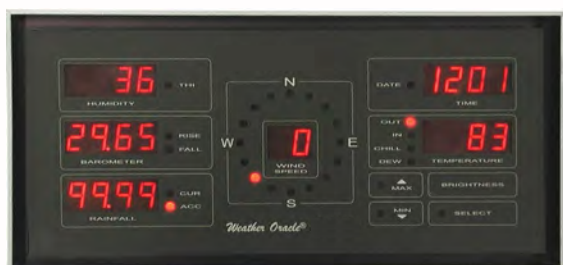 36 THI
HUMIDITY
29.65 RISE
FALL
BAROMETER
99.99 CUR
ACC
RAINFALL
N
W
0
E
WIND
SPEED
S
Weather Oracle®
DATE 1201
TIME
OUT
IN 83
CHILL
DEW TEMPERATURE
MAX
BRIGHTNESS
MIN
SELECT